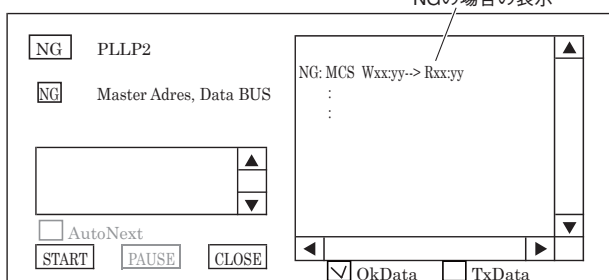 NGの場合の表示
NG PLLP2
NG Master Adres, Data BUS
NG: MCS Wxx:yy--> Rxx:yy
:
:
AutoNext
START PAUSE CLOSE
OkData TxData